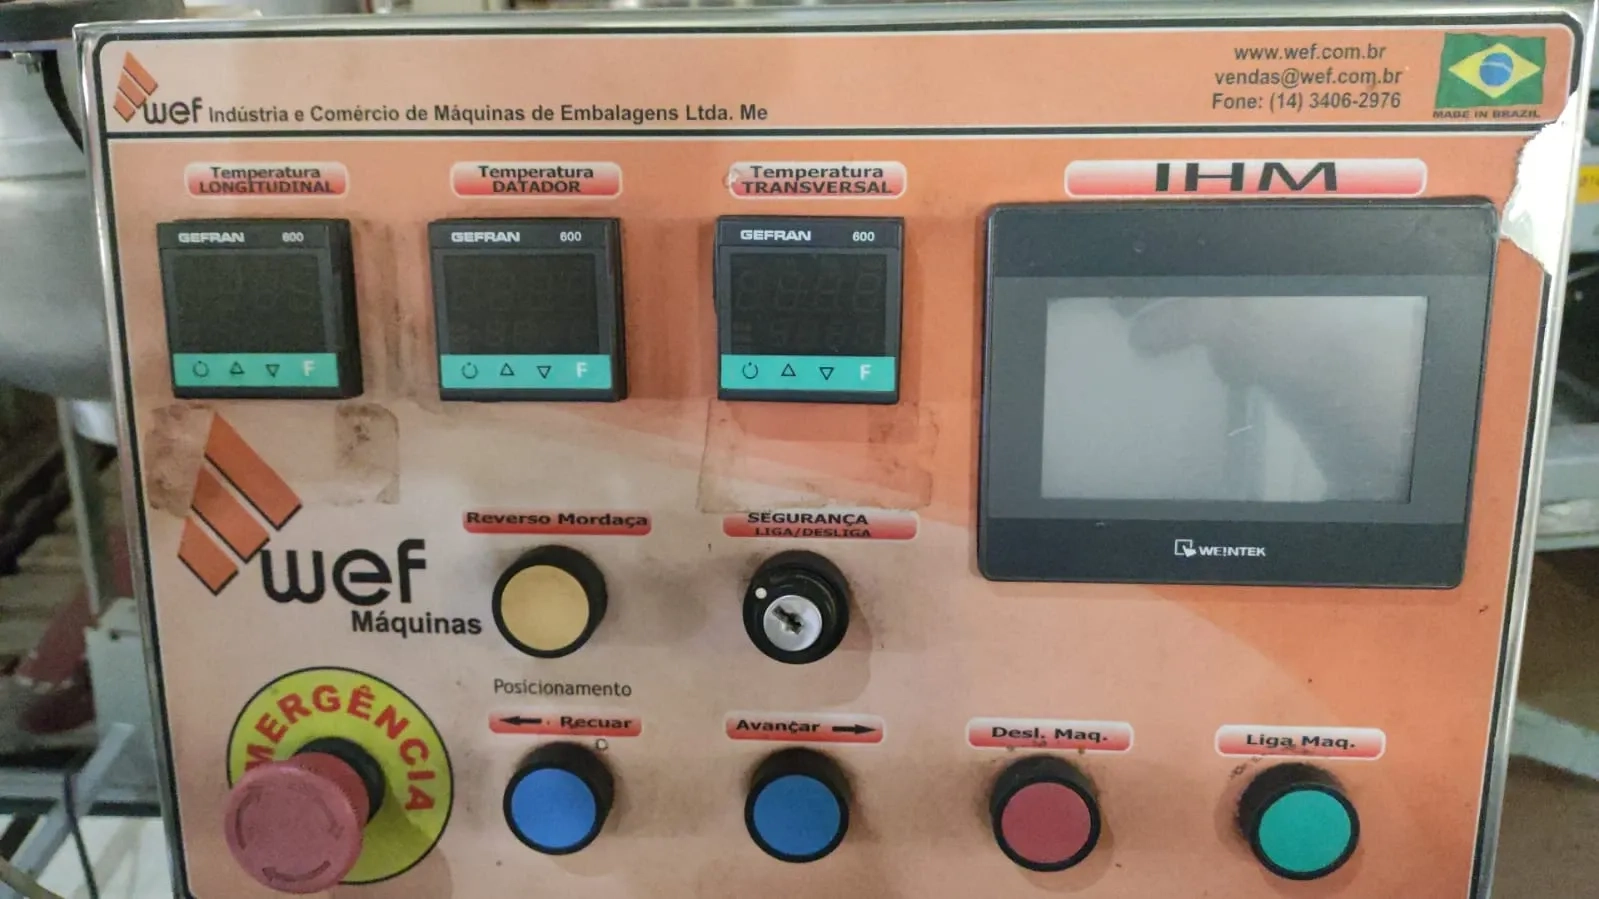 www.wef.com.br
vendas@wef.com.br
Fone: (14) 3406-2976
MADE IN BRAZIL
wef Indústria e Comércio de Máquinas de Embalagens Ltda. Me
Temperatura
LONGITUDINAL
Temperatura
DATADOR
Temperatura
TRANSVERSAL
IHM
GEFRAN 600
F
GEFRAN 600
F
GEFRAN 600
F
WEINTEK
wef
Máquinas
Reverso Mordaça
SEGURANÇA
LIGA/DESLIGA
EMERGÊNCIA
Posicionamento
Recuar
Avançar
Desl. Maq.
Liga Maq.